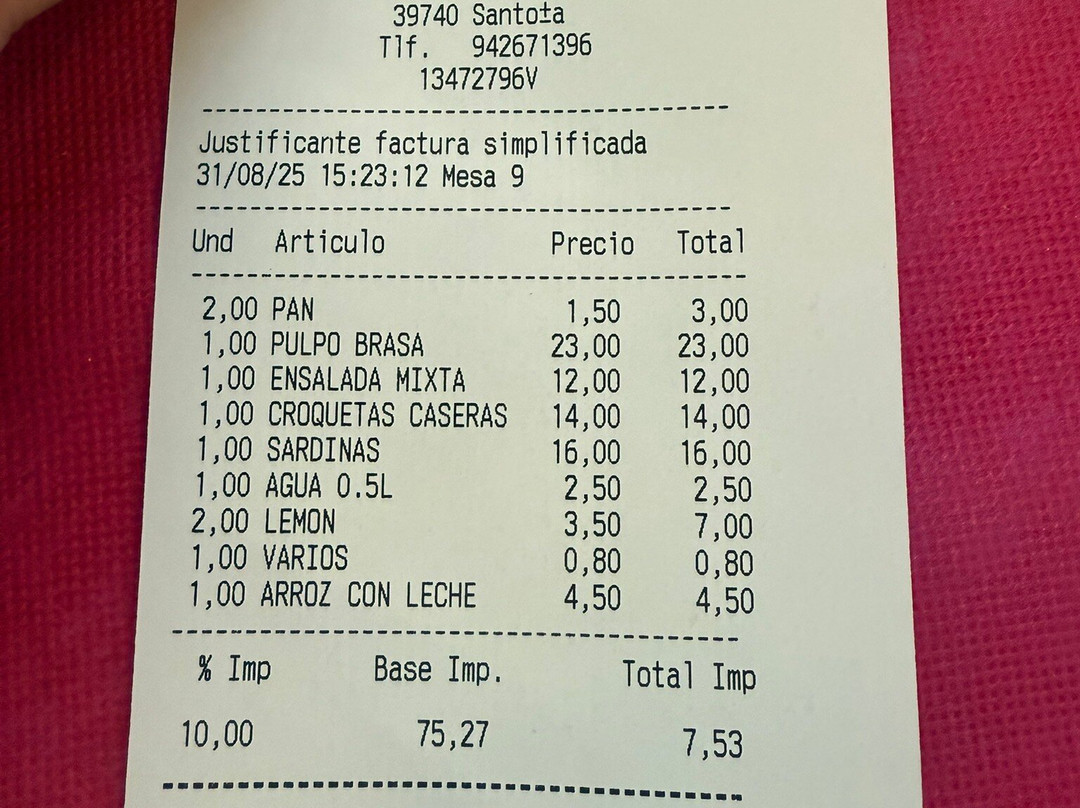 39740 Santo±a
Tlf. 942671396
13472796V
Justificante factura simplificada
31/08/25 15:23:12 Mesa 9
Und Articulo Precio Total
2,00 PAN 1,50 3,00
1,00 PULPO BRASA 23,00 23,00
1,00 ENSALADA MIXTA 12,00 12,00
1,00 CROQUETAS CASERAS 14,00 14,00
1,00 SARDINAS 16,00 16,00
1,00 AGUA 0.5L 2,50 2,50
2,00 LEMON 3,50 7,00
1,00 VARIOS 0,80 0,80
1,00 ARROZ CON LECHE 4,50 4,50
% Imp Base Imp. Total Imp
10,00 75,27 7,53